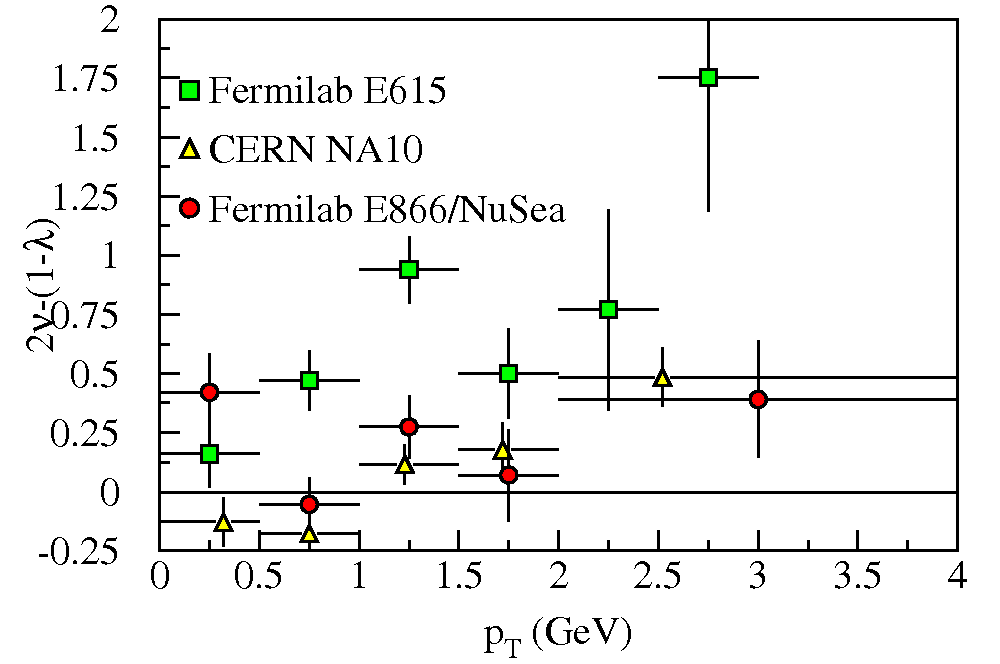 2
1.75
1.5
1.25
1
0.75
0.5
0.25
0
-0.25
2ν-(1-λ)
Fermilab E615
CERN NA10
Fermilab E866/NuSea
0 0.5 1 1.5 2 2.5 3 3.5 4
p_T (GeV)